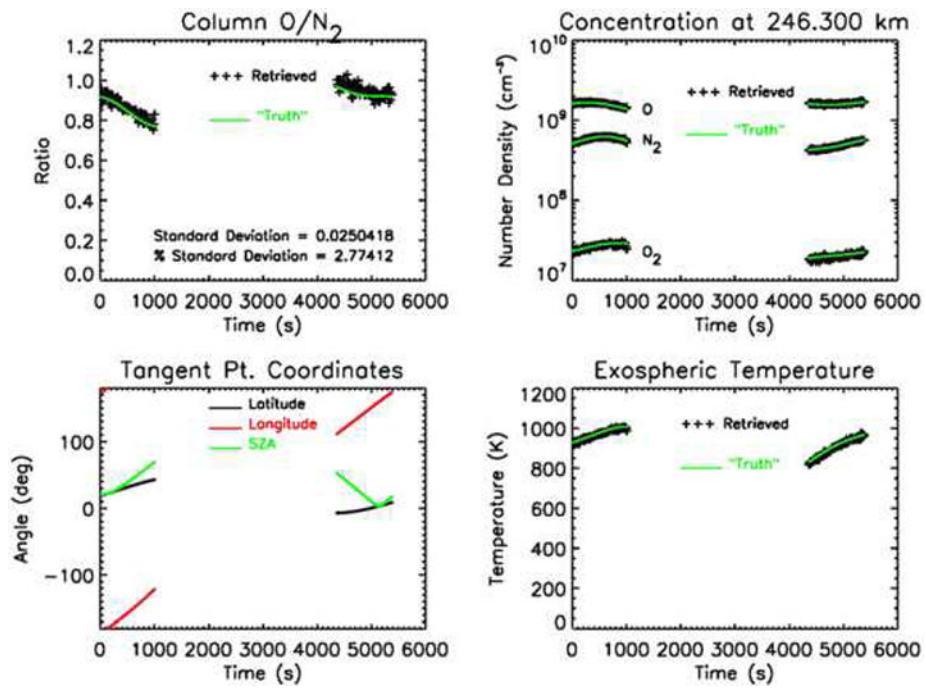 Column O/N2
1.2
1.0
0.8
0.6
0.4
0.2
0.0
Ratio
+++ Retrieved
"Truth"
Standard Deviation = 0.0250418
% Standard Deviation = 2.77412
0 1000 2000 3000 4000 5000 6000
Time (s)
Concentration at 246.300 km
10^10
10^9
10^8
10^7
Number Density (cm^-3)
+++ Retrieved
"Truth"
O
N2
O2
0 1000 2000 3000 4000 5000 6000
Time (s)
Tangent Pt. Coordinates
100
0
-100
Angle (deg)
Latitude
Longitude
SZA
0 1000 2000 3000 4000 5000 6000
Time (s)
Exospheric Temperature
1200
1000
800
600
400
200
0
Temperature (K)
+++ Retrieved
"Truth"
0 1000 2000 3000 4000 5000 6000
Time (s)